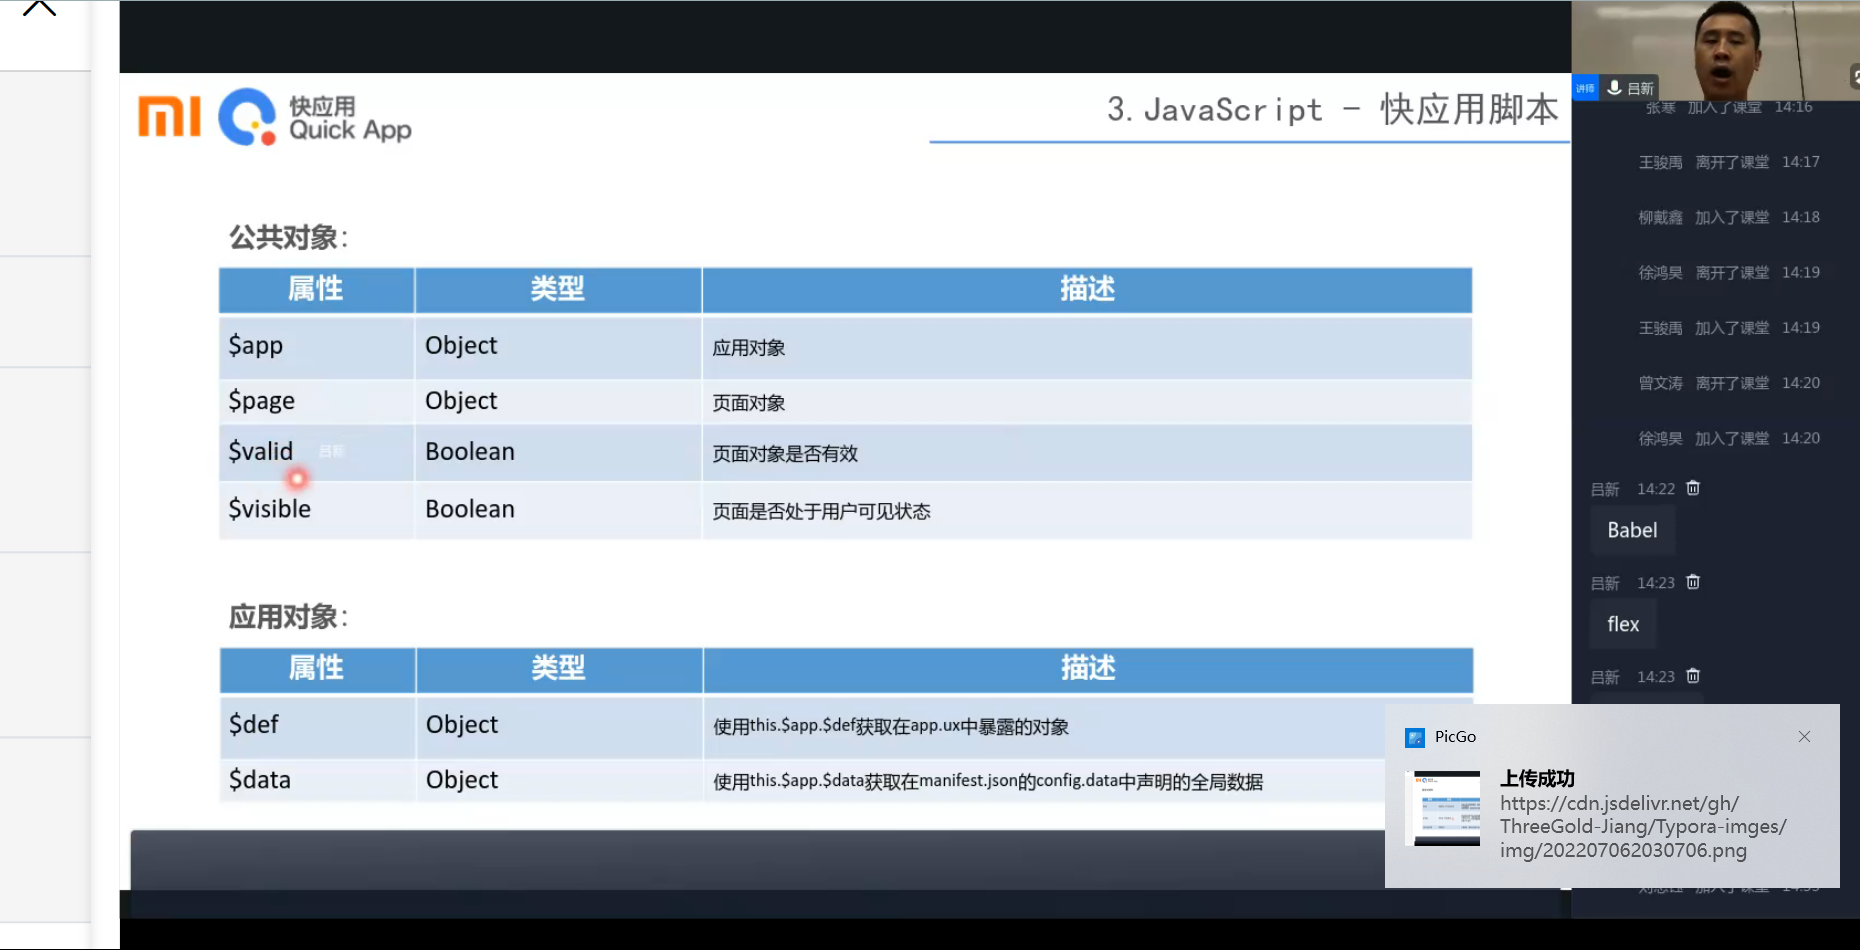 mi 快应用
Quick App
3.JavaScript - 快应用脚本
公共对象:
属性 类型 描述
$app Object 应用对象
$page Object 页面对象
$valid 吕新 Boolean 页面对象是否有效
$visible Boolean 页面是否处于用户可见状态
应用对象:
属性 类型 描述
$def Object 使用this.$app.$def获取在app.ux中暴露的对象
$data Object 使用this.$app.$data获取在manifest.json的config.data中声明的全局数据
讲师 吕新
张寒 加入了课堂 14:16
王骏禹 离开了课堂 14:17
柳戴鑫 加入了课堂 14:18
徐鸿昊 离开了课堂 14:19
王骏禹 加入了课堂 14:19
曾文涛 离开了课堂 14:20
徐鸿昊 加入了课堂 14:20
吕新 14:22
Babel
吕新 14:23
flex
吕新 14:23
PicGo
上传成功
https://cdn.jsdelivr.net/gh/
ThreeGold-Jiang/Typora-imges/
img/202207062030706.png